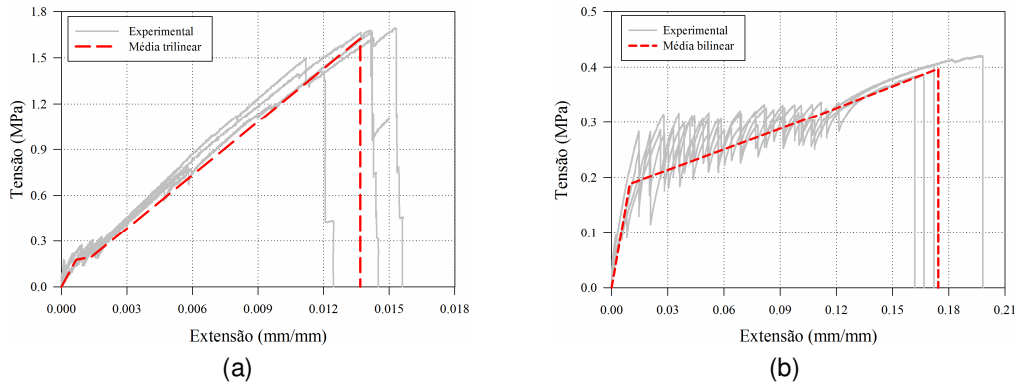 1.8
1.5
1.2
0.9
0.6
0.3
0.0
Tensão (MPa)
Experimental
Média trilinear
0.000
0.003
0.006
0.009
0.012
0.015
0.018
Extensão (mm/mm)
(a)
0.5
0.4
0.3
0.2
0.1
0.0
Tensão (MPa)
Experimental
Média bilinear
0.00
0.03
0.06
0.09
0.12
0.15
0.18
0.21
Extensão (mm/mm)
(b)